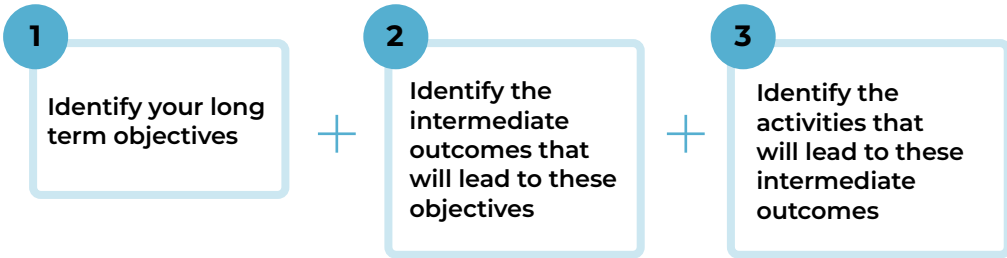 1
Identify your long
term objectives
2
Identify the
intermediate
outcomes that
will lead to these
objectives
3
Identify the
activities that
will lead to these
intermediate
outcomes